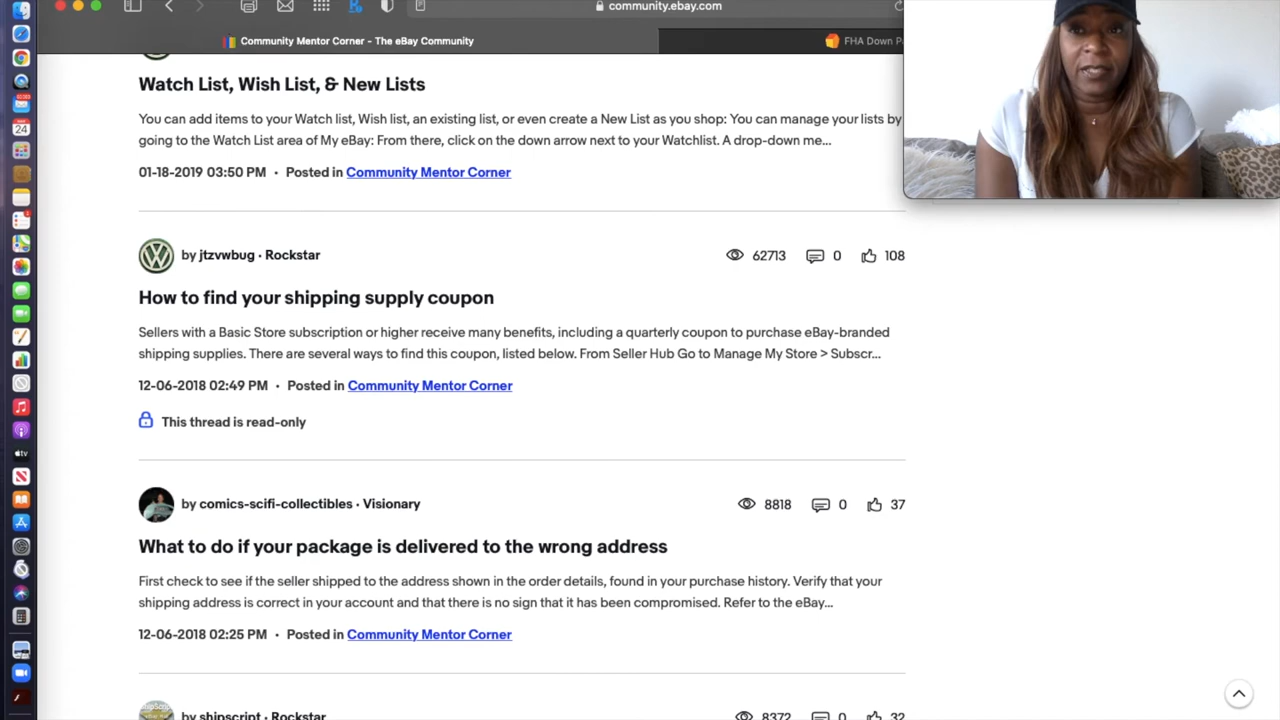 community.ebay.com
Community Mentor Corner - The eBay Community
FHA Down P
Watch List, Wish List, & New Lists
You can add items to your Watch list, Wish list, an existing list, or even create a New List as you shop: You can manage your lists by
going to the Watch List area of My eBay: From there, click on the down arrow next to your Watchlist. A drop-down me...
01-18-2019 03:50 PM • Posted in Community Mentor Corner
by jtzvwbug • Rockstar
62713 0 108
How to find your shipping supply coupon
Sellers with a Basic Store subscription or higher receive many benefits, including a quarterly coupon to purchase eBay-branded
shipping supplies. There are several ways to find this coupon, listed below. From Seller Hub Go to Manage My Store > Subscr...
12-06-2018 02:49 PM • Posted in Community Mentor Corner
This thread is read-only
by comics-scifi-collectibles • Visionary
8818 0 37
What to do if your package is delivered to the wrong address
First check to see if the seller shipped to the address shown in the order details, found in your purchase history. Verify that your
shipping address is correct in your account and that there is no sign that it has been compromised. Refer to the eBay...
12-06-2018 02:25 PM • Posted in Community Mentor Corner
by shipscript • Rockstar
8372 0 32